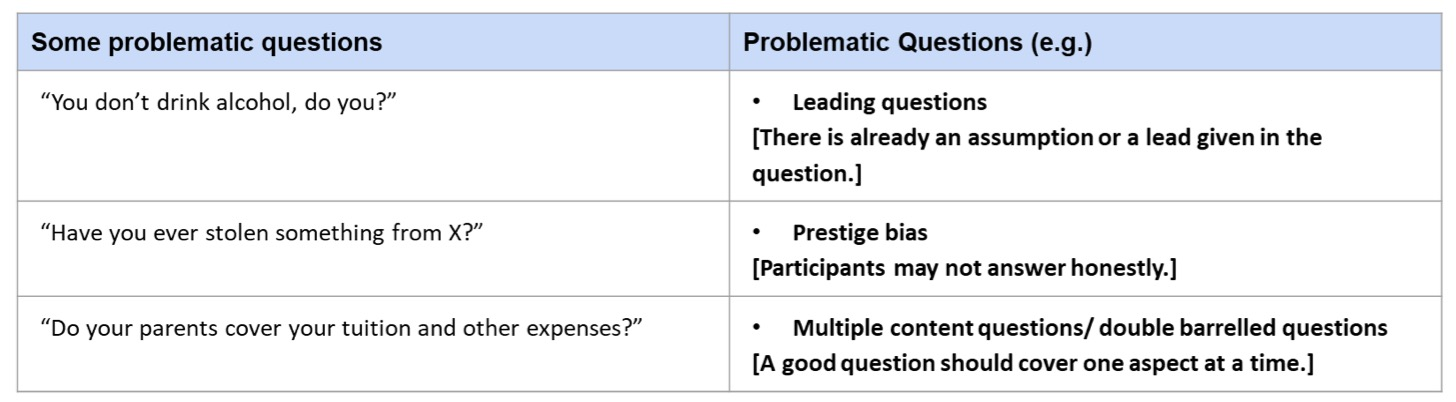 Some problematic questions
Problematic Questions (e.g.)
“You don’t drink alcohol, do you?”
• Leading questions
[There is already an assumption or a lead given in the
question.]
“Have you ever stolen something from X?”
• Prestige bias
[Participants may not answer honestly.]
“Do your parents cover your tuition and other expenses?”
• Multiple content questions/ double barrelled questions
[A good question should cover one aspect at a time.]